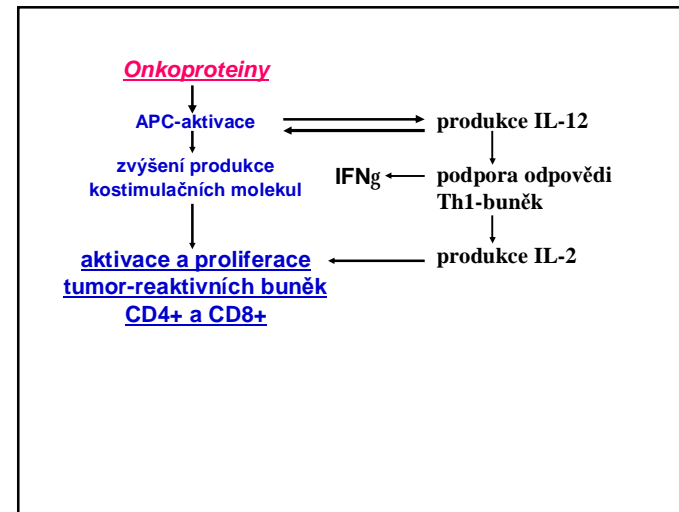 Onkoproteiny
APC-aktivace
produkce IL-12
zvýšení produkce
kostimulačních molekul
IFNg
podpora odpovědi
Th1-buněk
aktivace a proliferace
tumor-reaktivních buněk
CD4+ a CD8+
produkce IL-2